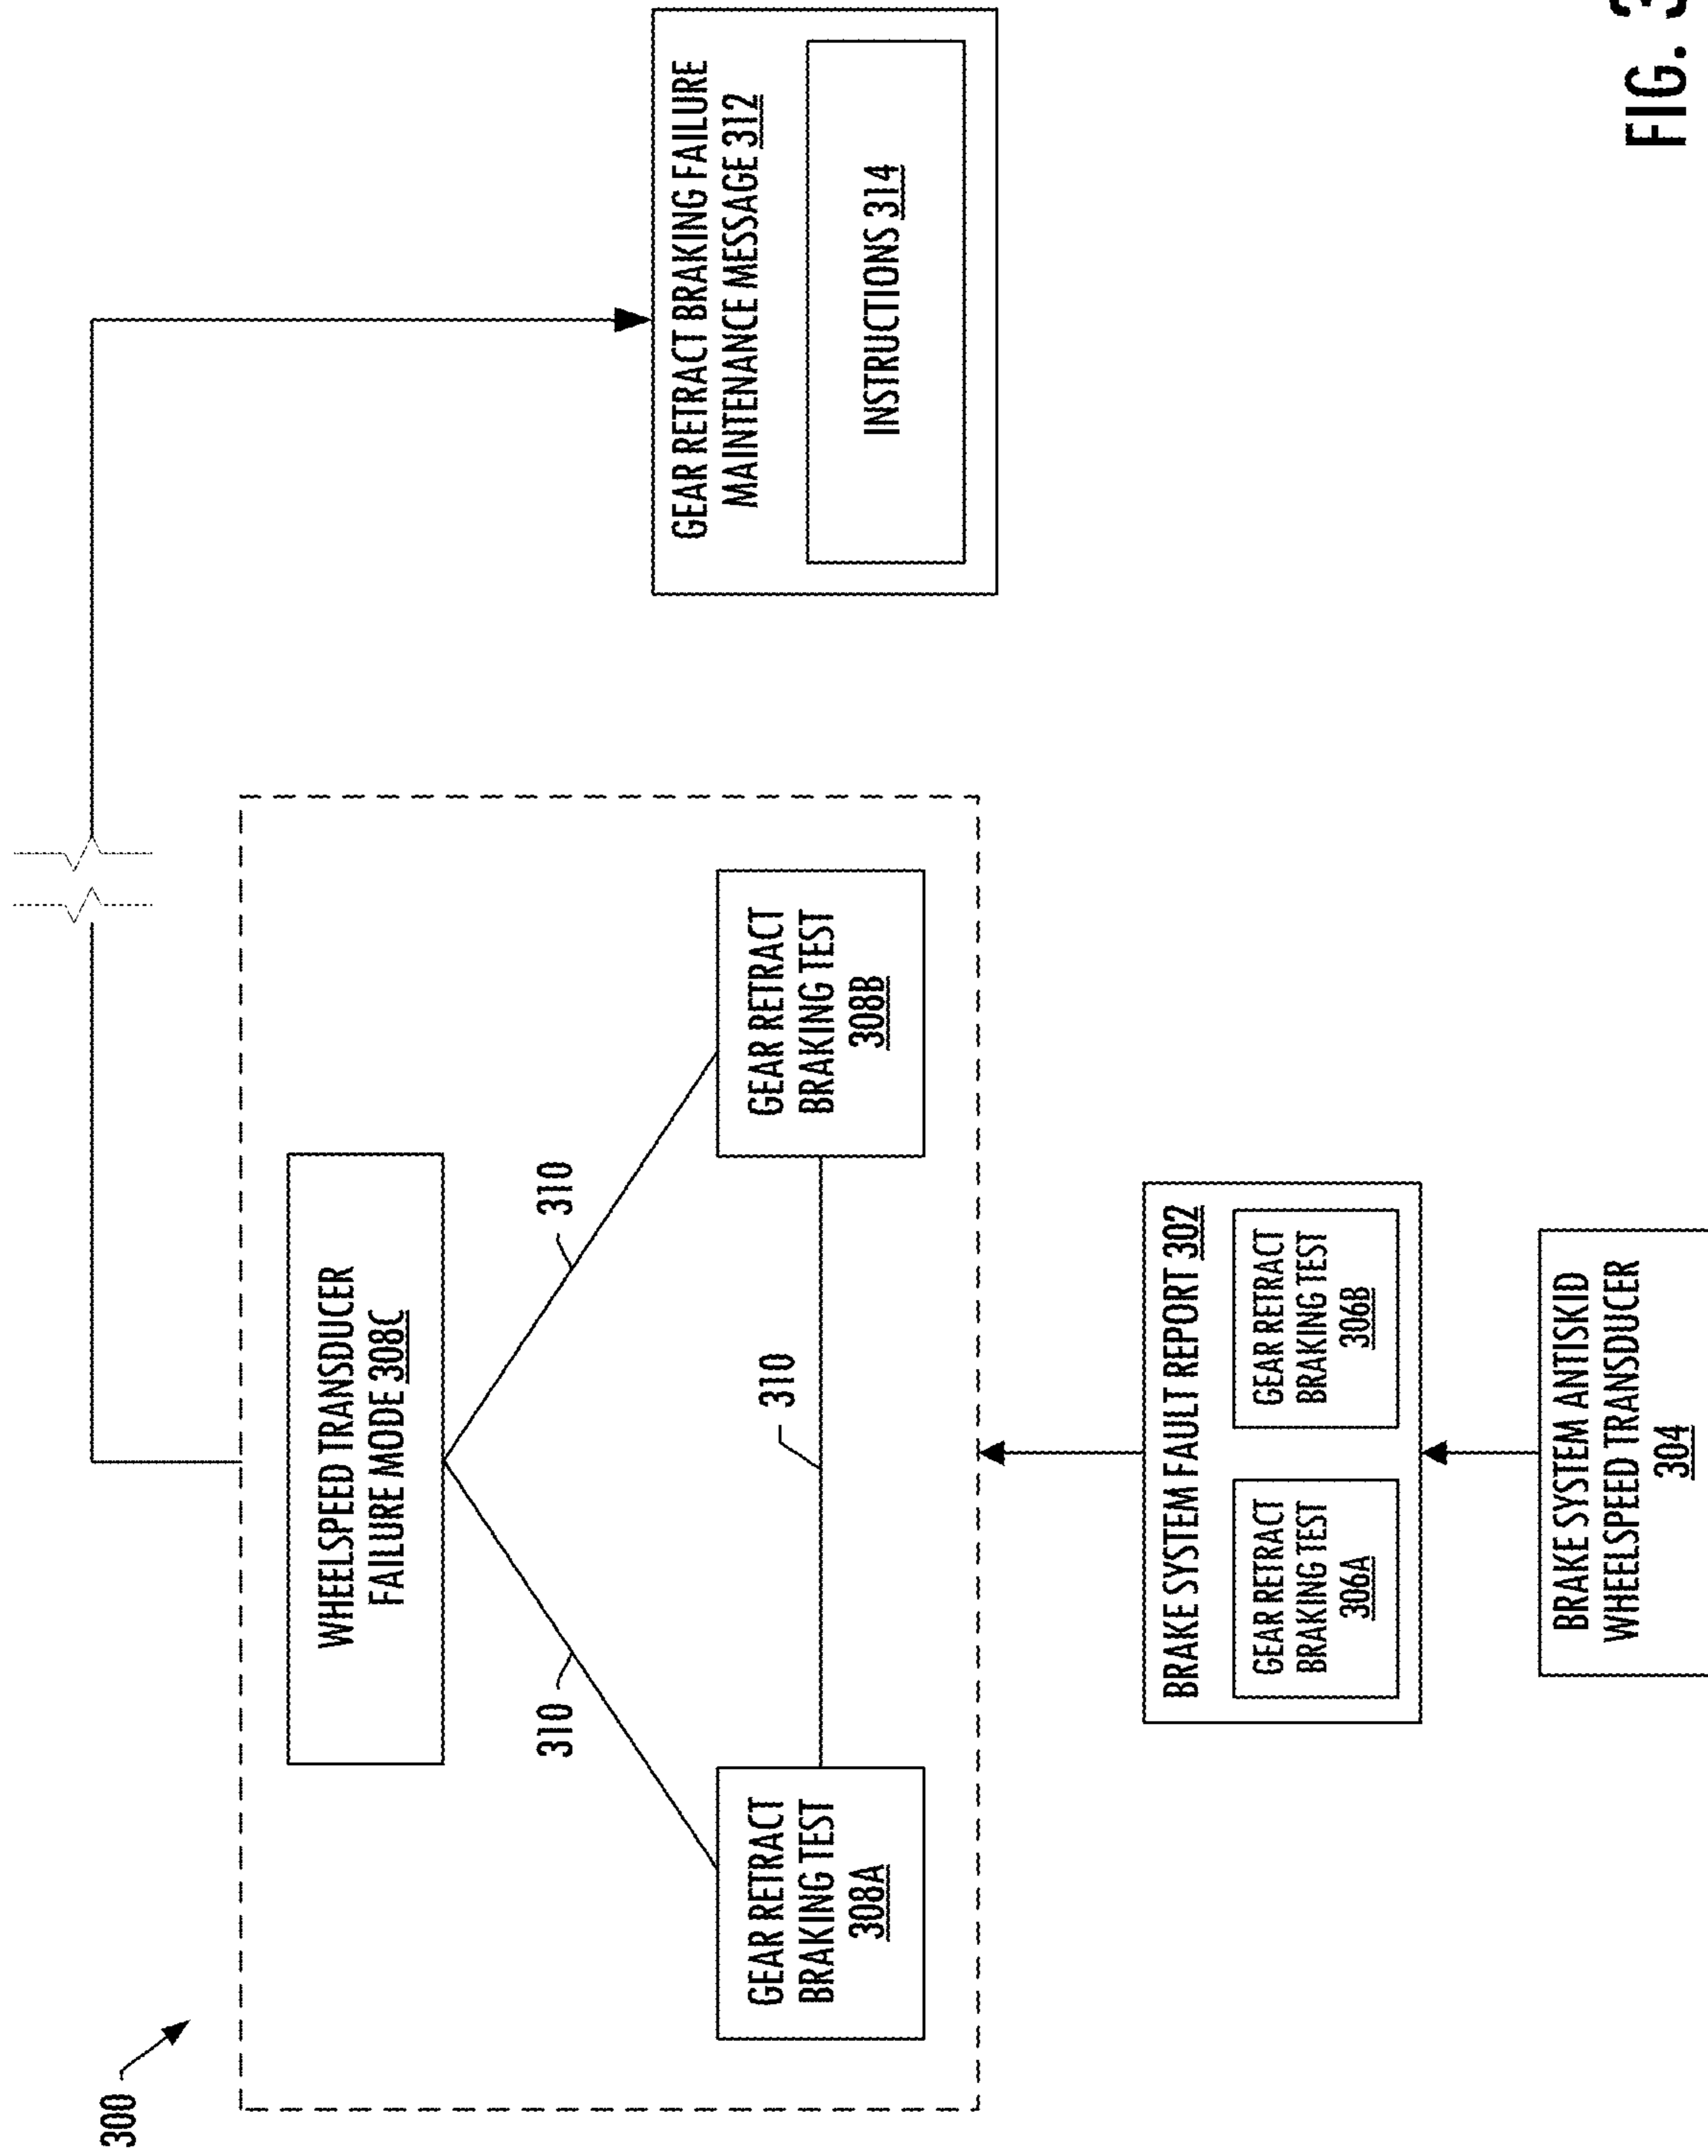 300
WHEELSPEED TRANSDUCER
FAILURE MODE 308C
310
310
310
GEAR RETRACT
BRAKING TEST
308A
GEAR RETRACT
BRAKING TEST
308B
BRAKE SYSTEM FAULT REPORT 302
GEAR RETRACT
BRAKING TEST
306A
GEAR RETRACT
BRAKING TEST
306B
BRAKE SYSTEM ANTISKID
WHEELSPEED TRANSDUCER
304
GEAR RETRACT BRAKING FAILURE
MAINTENANCE MESSAGE 312
INSTRUCTIONS 314
FIG. 3